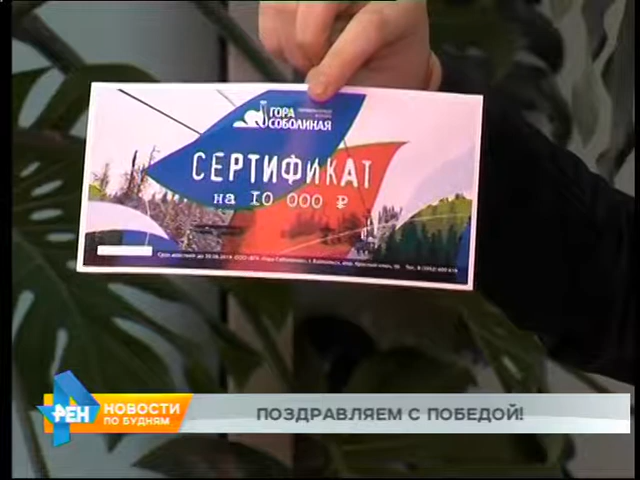 ГОРА
СОБОЛИНАЯ
СЕРТИФИКАТ
на 10 000 ₽
РЕН
НОВОСТИ
ПО БУДНЯМ
ПОЗДРАВЛЯЕМ С ПОБЕДОЙ!